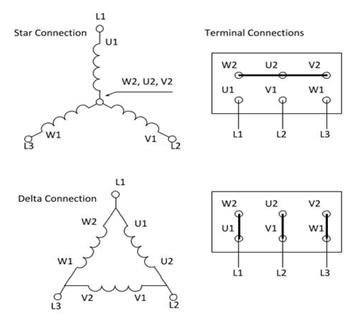 L1
Star Connection
Terminal Connections
U1
W2, U2, V2
W1
V1
L3
L2
W2 U2 V2
U1 V1 W1
L1 L2 L3
L1
Delta Connection
W2 U1
W1 U2
V2 V1
L3
L2
W2 U2 V2
U1 V1 W1
L1 L2 L3